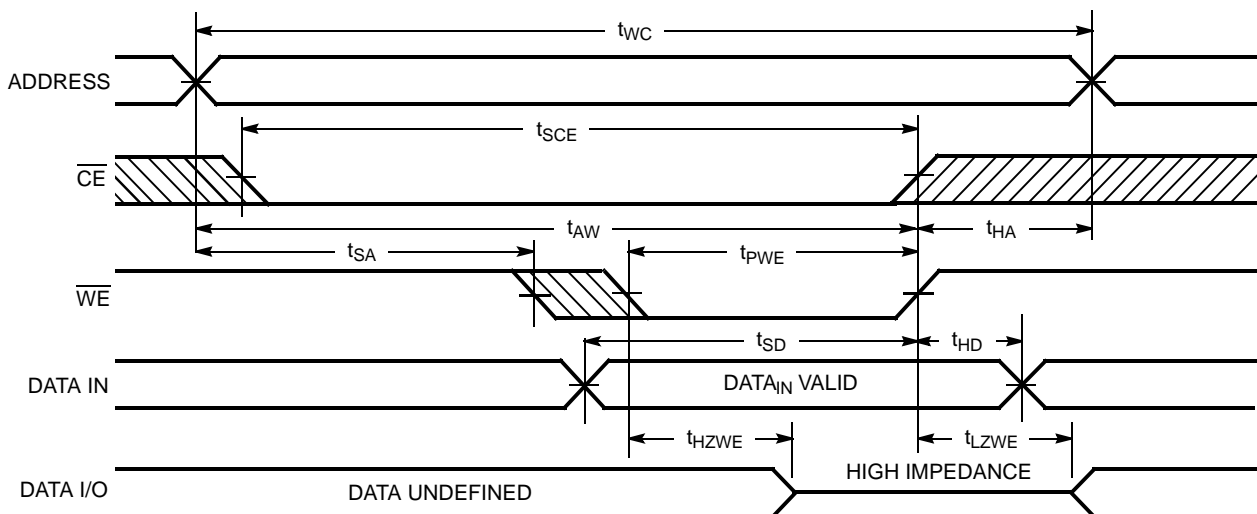 tWC
ADDRESS
tSCE
CE
tAW
tHA
tSA
tPWE
WE
tSD
tHD
DATA IN
DATAIN VALID
tHZWE
tLZWE
HIGH IMPEDANCE
DATA I/O
DATA UNDEFINED